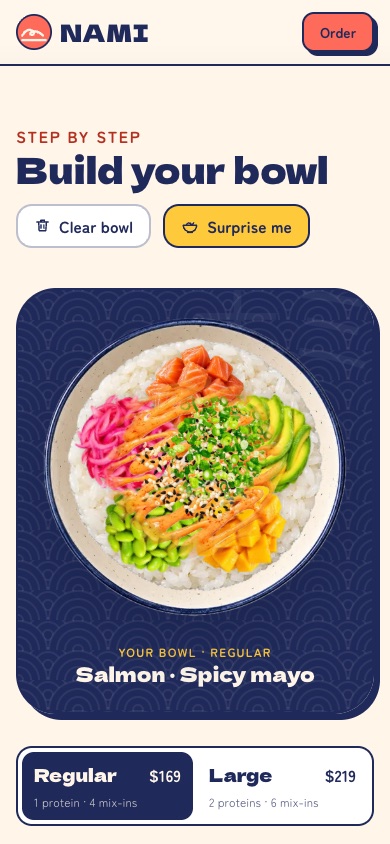 NAMI
Order
STEP BY STEP
Build your bowl
Clear bowl
Surprise me
YOUR BOWL · REGULAR
Salmon · Spicy mayo
Regular $169
1 protein · 4 mix-ins
Large $219
2 proteins · 6 mix-ins